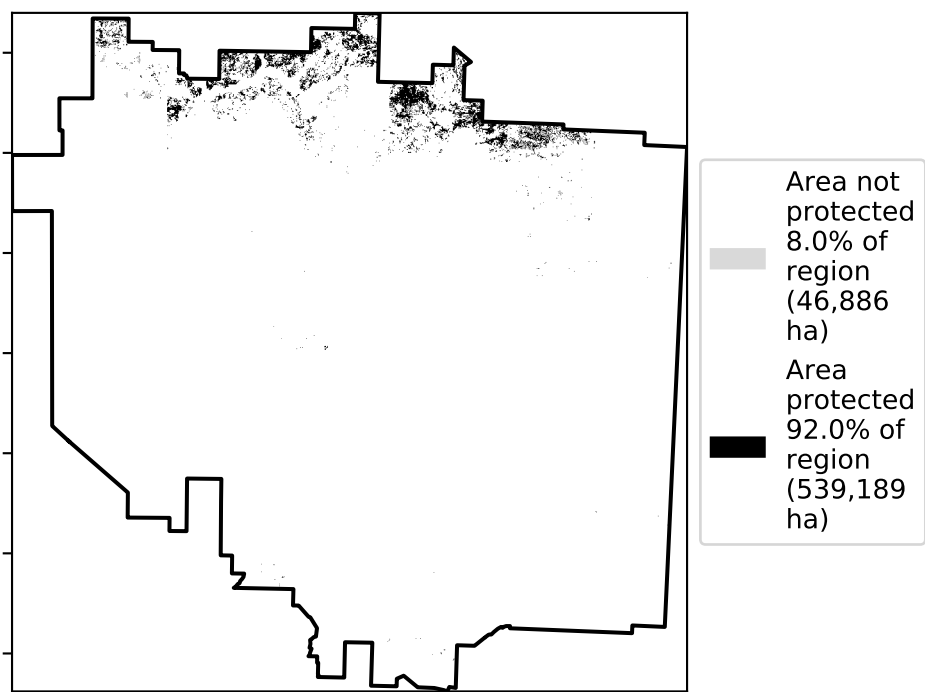 Area not
protected
8.0% of
region
(46,886
ha)
Area
protected
92.0% of
region
(539,189
ha)